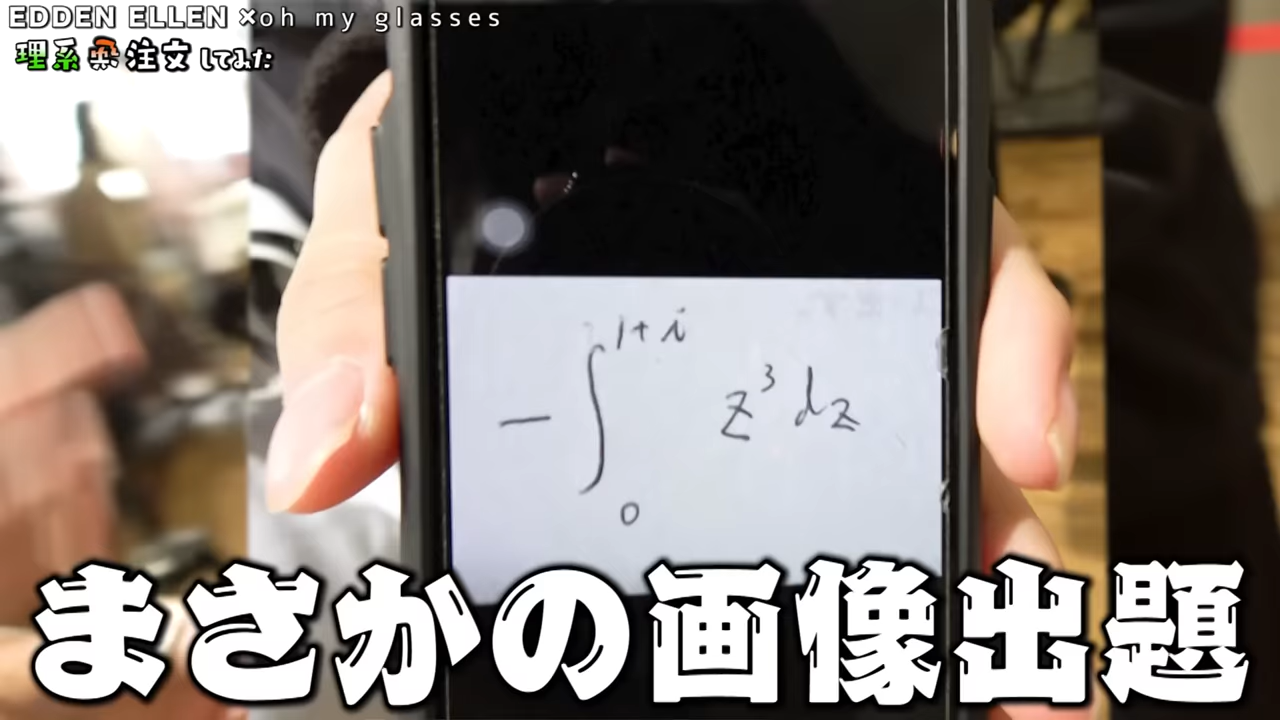 EDDEN ELLEN ×oh my glasses
理系飛注文してみた
1+i
-∫ z³ dz
0
まさかの画像出題